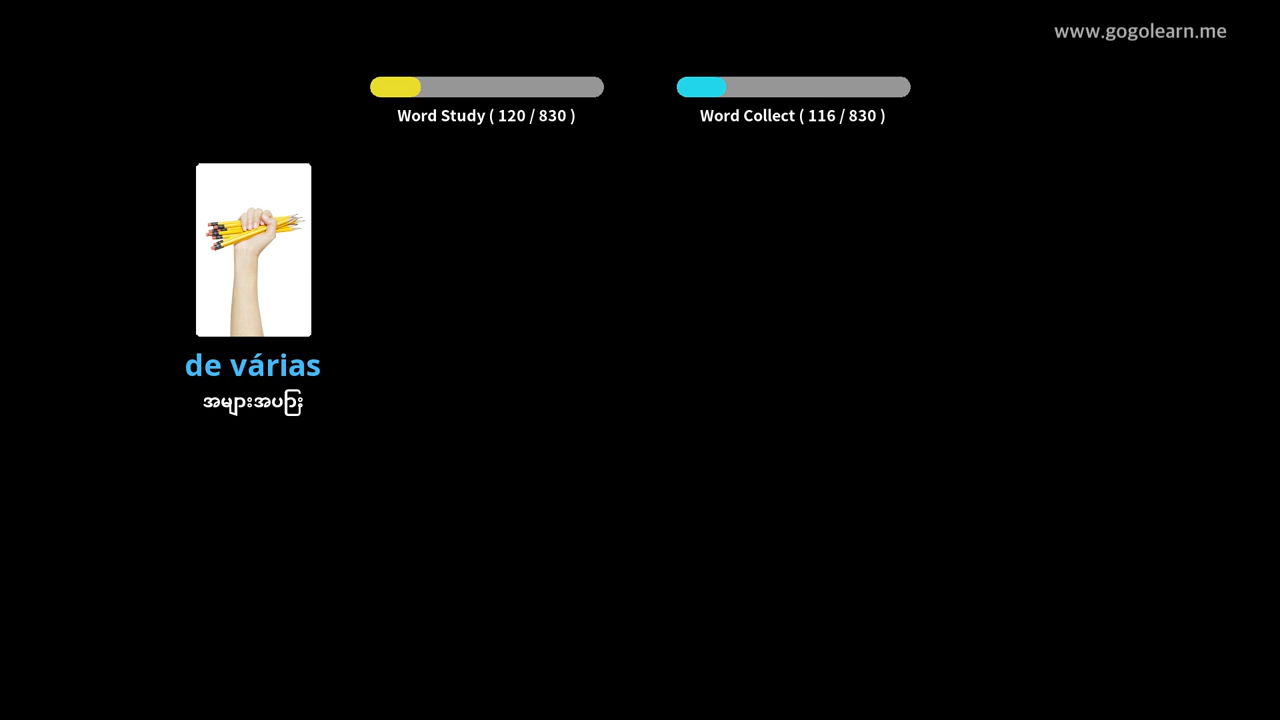 www.gogolearn.me
Word Study ( 120 / 830 )
Word Collect ( 116 / 830 )
de várias
အများအပြား